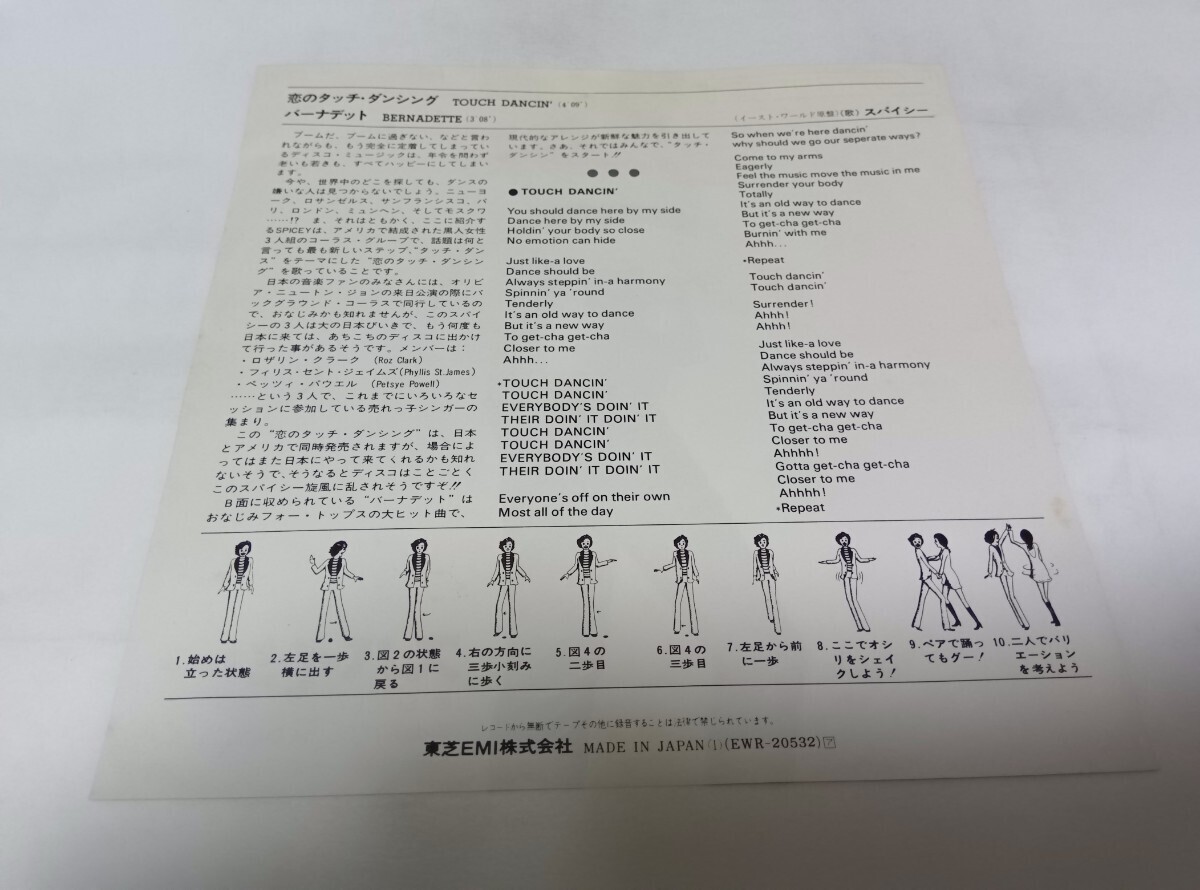 恋のタッチ・ダンシング TOUCH DANCIN' (4'09")
バーナデット BERNADETTE (3'08")
(イースト・ワールド原盤)(歌) スパイシー
ブームだ、ブームに過ぎない、などと言わ
れながらも、もう完全に定着してしまってい
るディスコ・ミュージックは、年令を問わず
老いも若きも、すべてハッピーにしてしまい
ます。
今や、世界中のどこを探しても、ダンスの
嫌いな人は見つからないでしょう。ニューヨ
ーク、ロサンゼルス、サンフランシスコ、パ
リ、ロンドン、ミュンヘン、そしてモスクワ
……!? ま、それはともかく、ここに紹介す
るSPICEYは、アメリカで結成された黒人女性
3人組のコーラス・グループで、話題は何と
言っても最も新しいステップ、"タッチ・ダン
ス"をテーマにした"恋のタッチ・ダンシン
グ"を歌っていることです。
日本の音楽ファンのみなさんには、オリビ
ア・ニュートン・ジョンの来日公演の際にバ
ックグラウンド・コーラスで同行しているの
で、おなじみかも知れませんが、このスパイ
シーの3人は大の日本びいきで、もう何度も
日本に来ては、あちこちのディスコに出かけ
て行った事があるそうです。メンバーは：
・ロザリン・クラーク (Roz Clark)
・フィリス・セント・ジェイムズ(Phyllis St.James)
・ペッツィ・パウエル (Petsye Powell)
……という3人で、これまでにいろいろなセ
ッションに参加している売れっ子シンガーの
集まり。
この"恋のタッチ・ダンシング"は、日本
とアメリカで同時発売されますが、場合によ
ってはまた日本にやって来てくれるかも知れ
ないそうで、そうなるとディスコはことごとく
このスパイシー旋風に乱されそうですぞ!!
B面に収められている"バーナデット"は
おなじみフォー・トップスの大ヒット曲で、
現代的なアレンジが新鮮な魅力を引き出して
います。さあ、それではみんなで、"タッチ・
ダンシン"をスタート!!
●●●
●TOUCH DANCIN'
You should dance here by my side
Dance here by my side
Holdin' your body so close
No emotion can hide
Just like-a love
Dance should be
Always steppin' in-a harmony
Spinnin' ya 'round
Tenderly
It's an old way to dance
But it's a new way
To get-cha get-cha
Closer to me
Ahhh...
*TOUCH DANCIN'
TOUCH DANCIN'
EVERYBODY'S DOIN' IT
THEIR DOIN' IT DOIN' IT
TOUCH DANCIN'
TOUCH DANCIN'
EVERYBODY'S DOIN' IT
THEIR DOIN' IT DOIN' IT
Everyone's off on their own
Most all of the day
So when we're here dancin'
why should we go our seperate ways?
Come to my arms
Eagerly
Feel the music move the music in me
Surrender your body
Totally
It's an old way to dance
But it's a new way
To get-cha get-cha
Burnin' with me
Ahhh...
*Repeat
Touch dancin'
Touch dancin'
Surrender!
Ahhh!
Ahhh!
Just like-a love
Dance should be
Always steppin' in-a harmony
Spinnin' ya 'round
Tenderly
It's an old way to dance
But it's a new way
To get-cha get-cha
Closer to me
Ahhhh!
Gotta get-cha get-cha
Closer to me
Ahhhh!
*Repeat
1.始めは
立った状態
2.左足を一歩
横に出す
3.図2の状態
から図1に
戻る
4.右の方向に
三歩小刻み
に歩く
5.図4の
二歩目
6.図4の
三歩目
7.左足から前
に一歩
8.ここでオシ
リをシェイ
クしよう!
9.ペアで踊っ
てもグー!
10.二人でバリ
エーション
を考えよう
レコードから無断でテープその他に録音することは法律で禁じられています。
東芝EMI株式会社 MADE IN JAPAN(1)(EWR-20532)ア